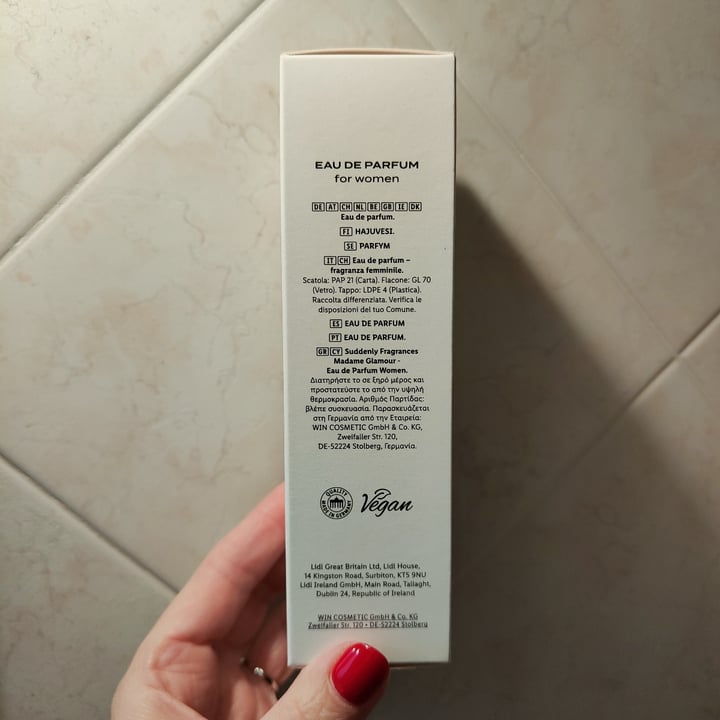 EAU DE PARFUM
for women
DE AT CH NL BE GB IE DK
Eau de parfum.
FI HAJUVESI.
SE PARFYM
IT CH Eau de parfum –
fragranza femminile.
Scatola: PAP 21 (Carta). Flacone: GL 70
(Vetro). Tappo: LDPE 4 (Plastica).
Raccolta differenziata. Verifica le
disposizioni del tuo Comune.
ES EAU DE PARFUM
PT EAU DE PARFUM.
GR CY Suddenly Fragrances
Madame Glamour -
Eau de Parfum Women.
Διατηρήστε το σε ξηρό μέρος και
προστατεύστε το από την υψηλή
θερμοκρασία. Αριθμός Παρτίδας:
βλέπε συσκευασία. Παρασκευάζεται
στη Γερμανία από την Εταιρεία:
WIN COSMETIC GmbH & Co. KG,
Zweifaller Str. 120,
DE-52224 Stolberg, Γερμανία.
QUALITY
MADE IN GERMANY
Vegan
Lidl Great Britain Ltd, Lidl House,
14 Kingston Road, Surbiton, KT5 9NU
Lidl Ireland GmbH, Main Road, Tallaght,
Dublin 24, Republic of Ireland
WIN COSMETIC GmbH & Co. KG
Zweifaller Str. 120 • DE-52224 Stolberg